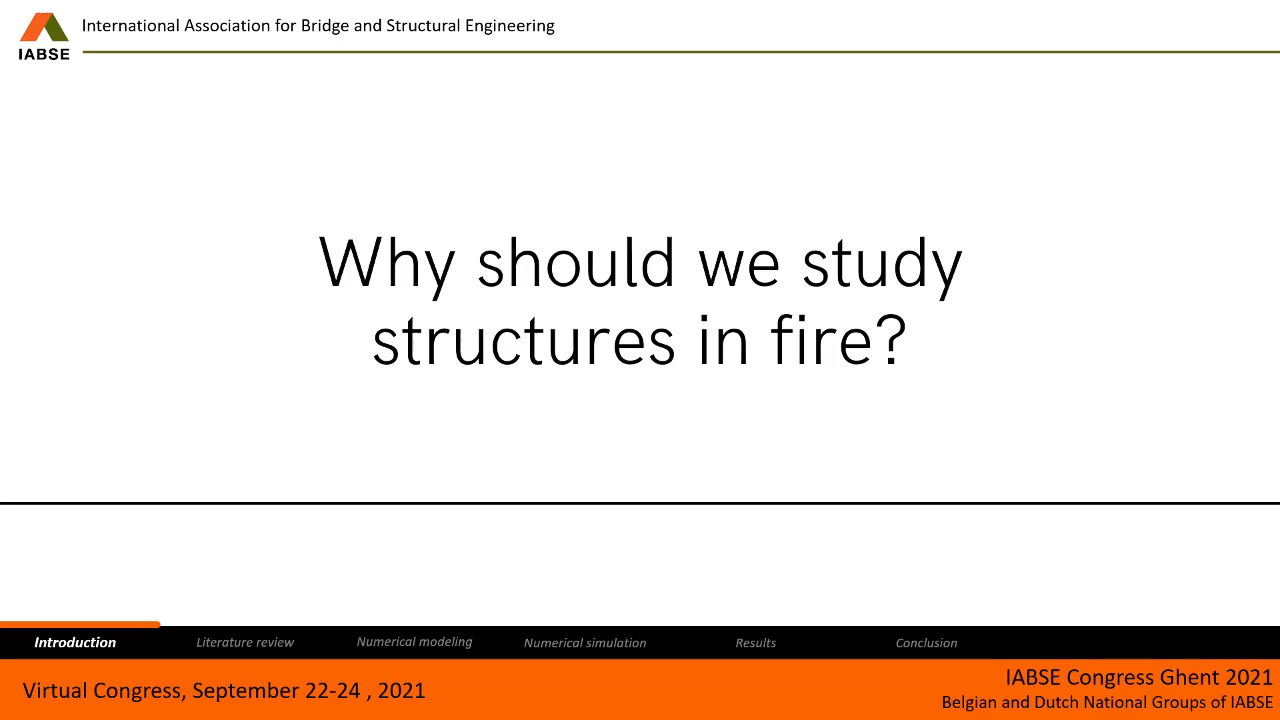 International Association for Bridge and Structural Engineering
IABSE
Why should we study
structures in fire?
Introduction
Literature review
Numerical modeling
Numerical simulation
Results
Conclusion
Virtual Congress, September 22-24 , 2021
IABSE Congress Ghent 2021
Belgian and Dutch National Groups of IABSE